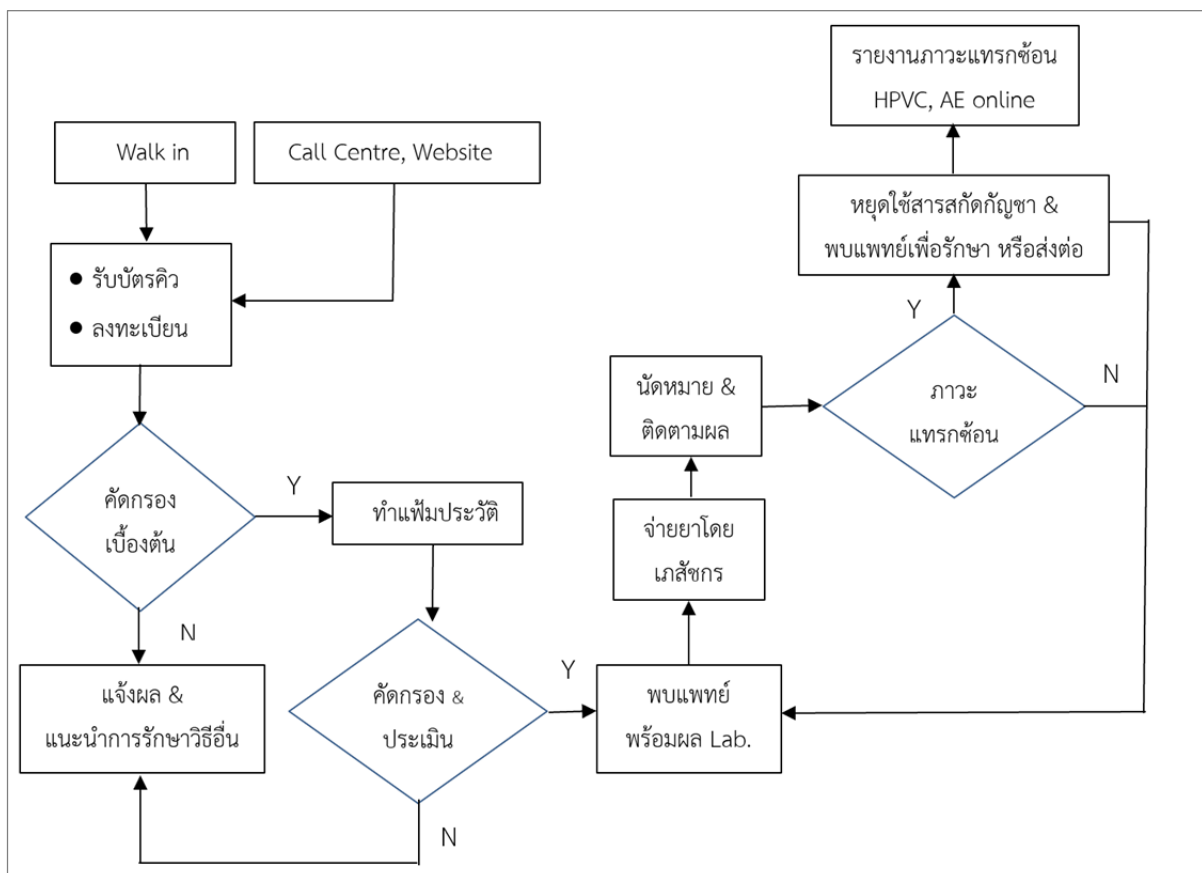 Walk in
Call Centre, Website
● รับบัตรคิว
● ลงทะเบียน
คัดกรอง
เบื้องต้น
Y
N
ทำแฟ้มประวัติ
แจ้งผล &
แนะนำการรักษาวิธีอื่น
คัดกรอง &
ประเมิน
Y
N
พบแพทย์
พร้อมผล Lab.
จ่ายยาโดย
เภสัชกร
นัดหมาย &
ติดตามผล
ภาวะ
แทรกซ้อน
Y
N
หยุดใช้สารสกัดกัญชา &
พบแพทย์เพื่อรักษา หรือส่งต่อ
รายงานภาวะแทรกซ้อน
HPVC, AE online